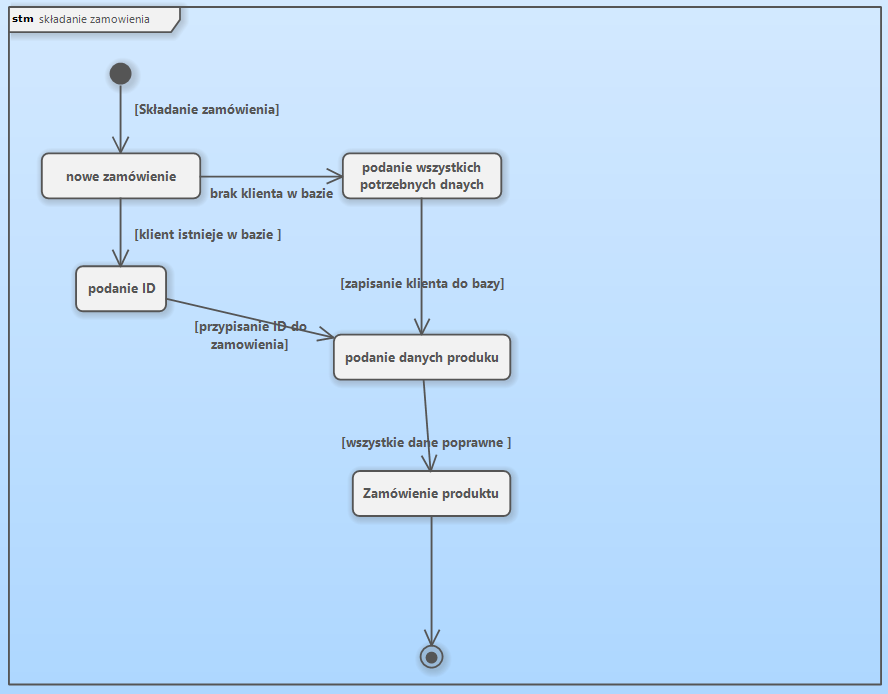 stm składanie zamowienia
[Składanie zamówienia]
nowe zamówienie
podanie wszystkich
potrzebnych dnaych
brak klienta w bazie
[klient istnieje w bazie ]
podanie ID
[zapisanie klienta do bazy]
[przypisanie ID do
zamowienia]
podanie danych produku
[wszystkie dane poprawne ]
Zamówienie produktu